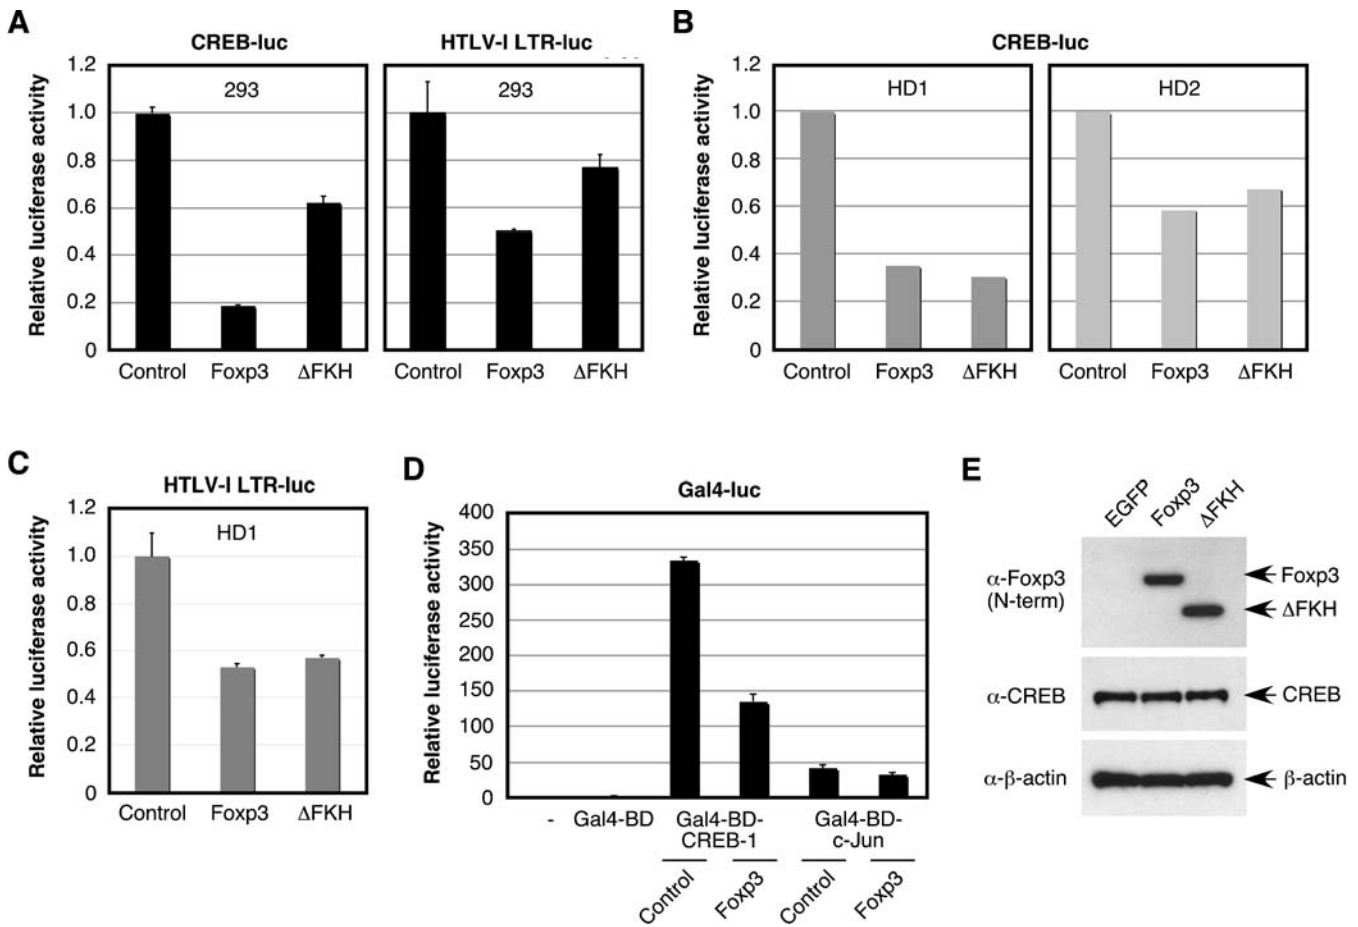 A
CREB-luc
HTLV-I LTR-luc
Relative luciferase activity
1.2
1.0
0.8
0.6
0.4
0.2
0
293
293
Control Foxp3 ΔFKH
Control Foxp3 ΔFKH
B
CREB-luc
Relative luciferase activity
1.2
1.0
0.8
0.6
0.4
0.2
0
HD1
HD2
Control Foxp3 ΔFKH
Control Foxp3 ΔFKH
C
HTLV-I LTR-luc
Relative luciferase activity
1.2
1.0
0.8
0.6
0.4
0.2
0
HD1
Control Foxp3 ΔFKH
D
Gal4-luc
Relative luciferase activity
400
350
300
250
200
150
100
50
0
- Gal4-BD
Gal4-BD-
CREB-1
Gal4-BD-
c-Jun
Control
Foxp3
Control
Foxp3
E
EGFP
Foxp3
ΔFKH
α-Foxp3
(N-term)
Foxp3
ΔFKH
α-CREB
CREB
α-β-actin
β-actin